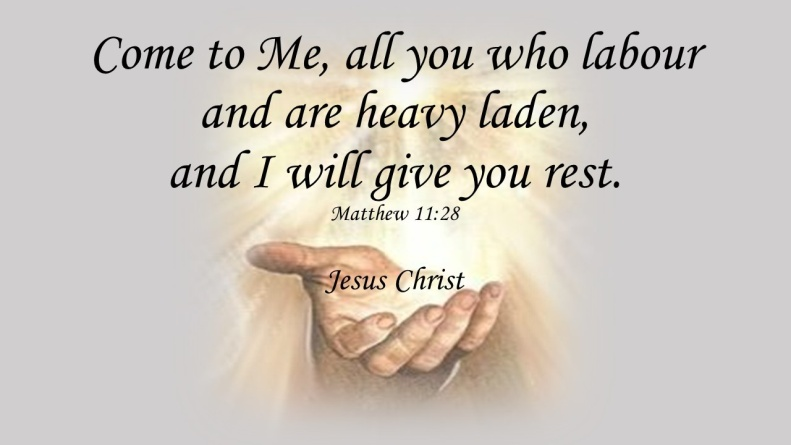 Come to Me, all you who labour
and are heavy laden,
and I will give you rest.
Matthew 11:28
Jesus Christ